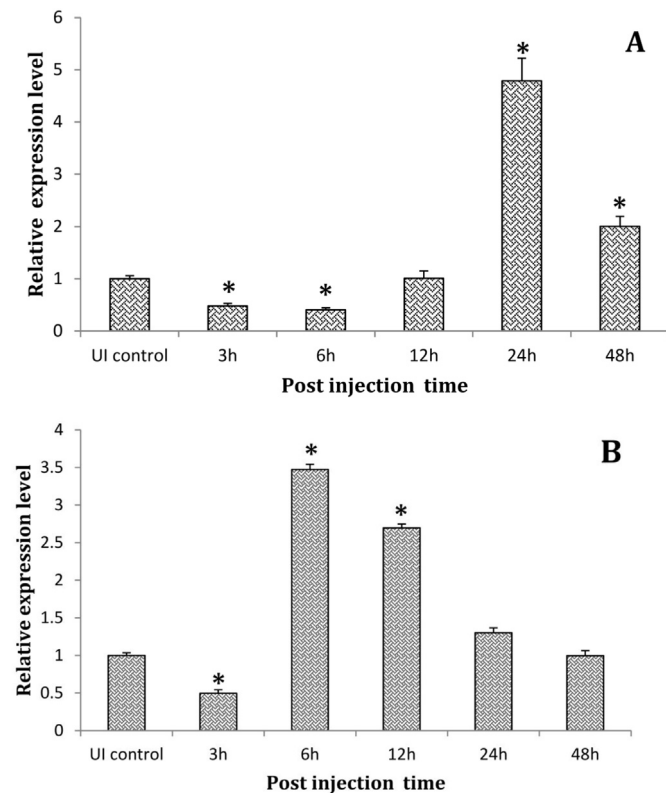 A
Relative expression level
6
5
4
3
2
1
0
*
*
*
*
UI control 3h 6h 12h 24h 48h
Post injection time
B
Relative expression level
4
3.5
3
2.5
2
1.5
1
0.5
0
*
*
*
UI control 3h 6h 12h 24h 48h
Post injection time